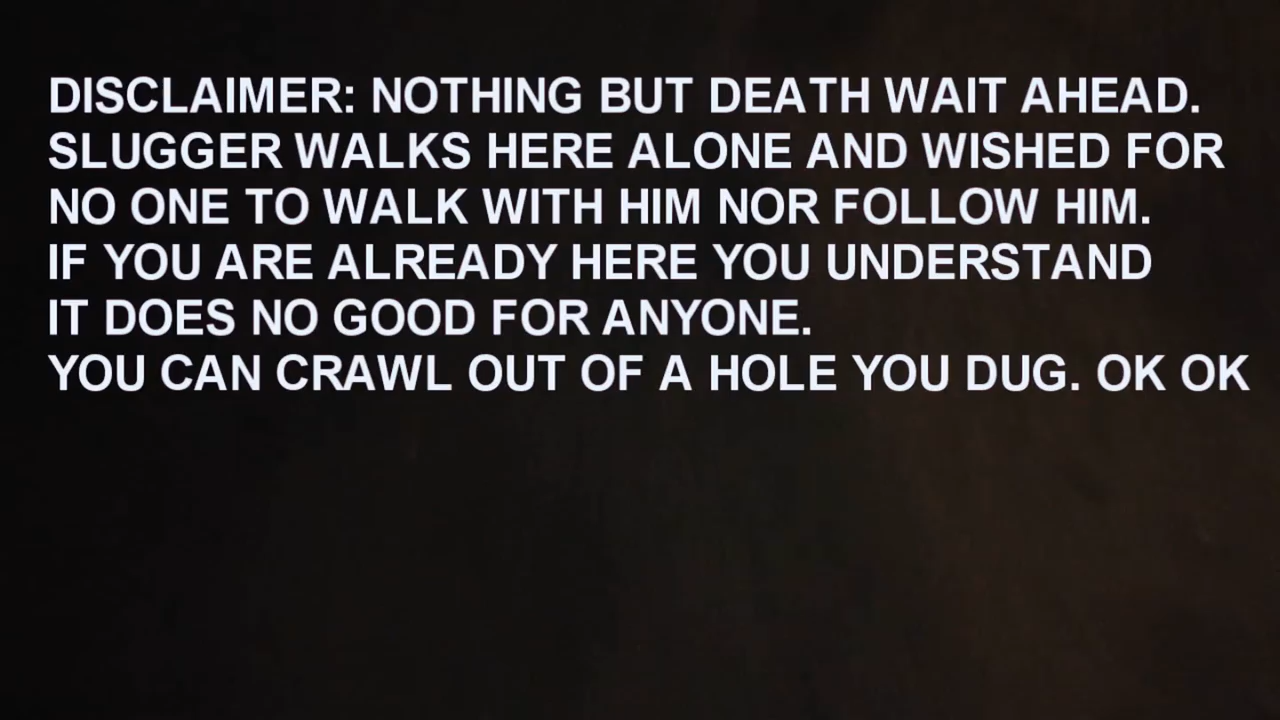 DISCLAIMER: NOTHING BUT DEATH WAIT AHEAD.
SLUGGER WALKS HERE ALONE AND WISHED FOR
NO ONE TO WALK WITH HIM NOR FOLLOW HIM.
IF YOU ARE ALREADY HERE YOU UNDERSTAND
IT DOES NO GOOD FOR ANYONE.
YOU CAN CRAWL OUT OF A HOLE YOU DUG. OK OK